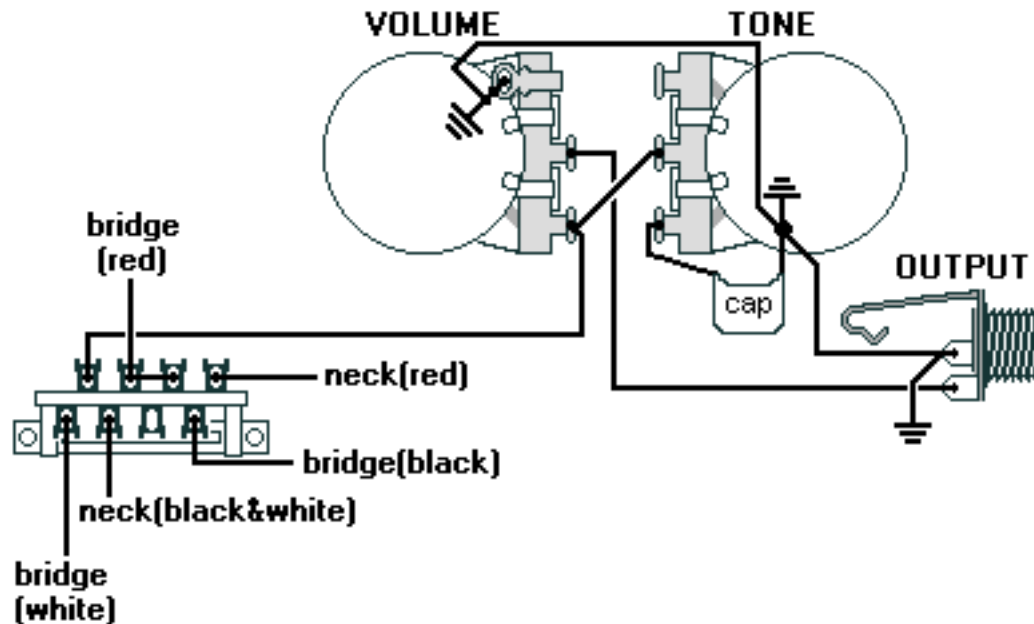 VOLUME
TONE
bridge
(red)
OUTPUT
cap
neck(red)
bridge(black)
neck(black&white)
bridge
(white)